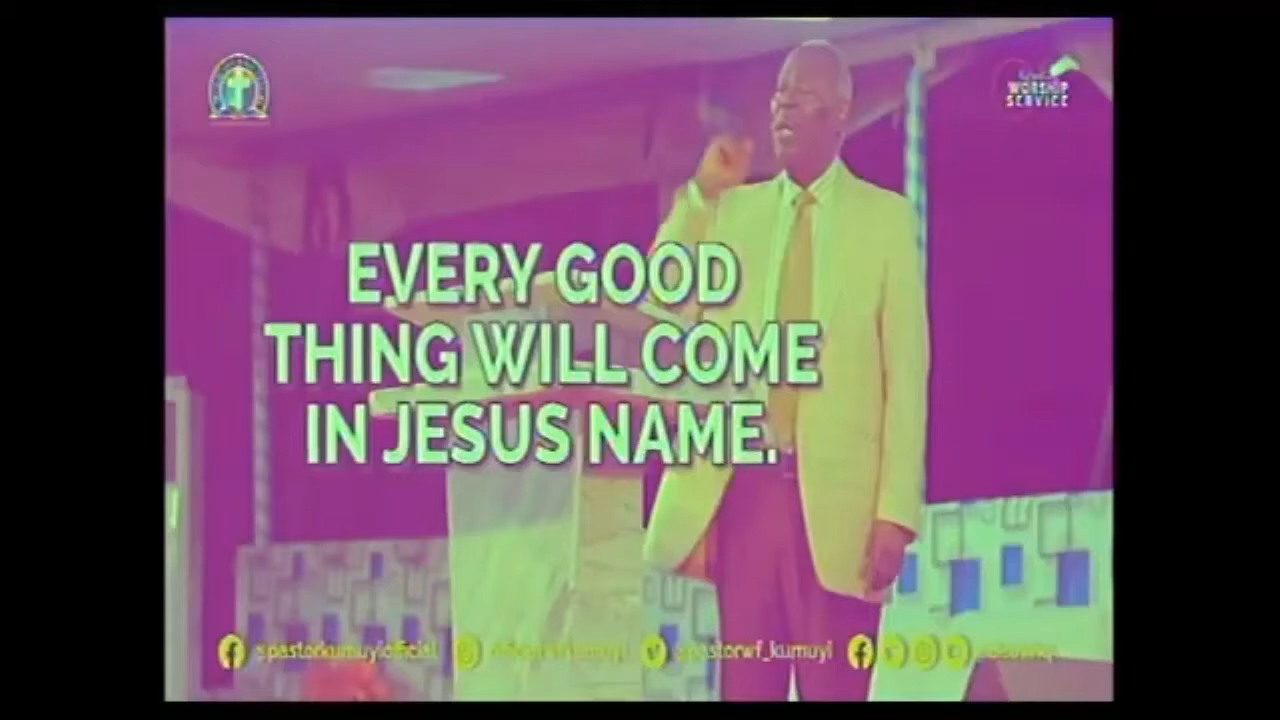 WORSHIP
SERVICE
EVERY GOOD
THING WILL COME
IN JESUS NAME.
@pastorkumuyiofficial @pastorwf_kumuyi